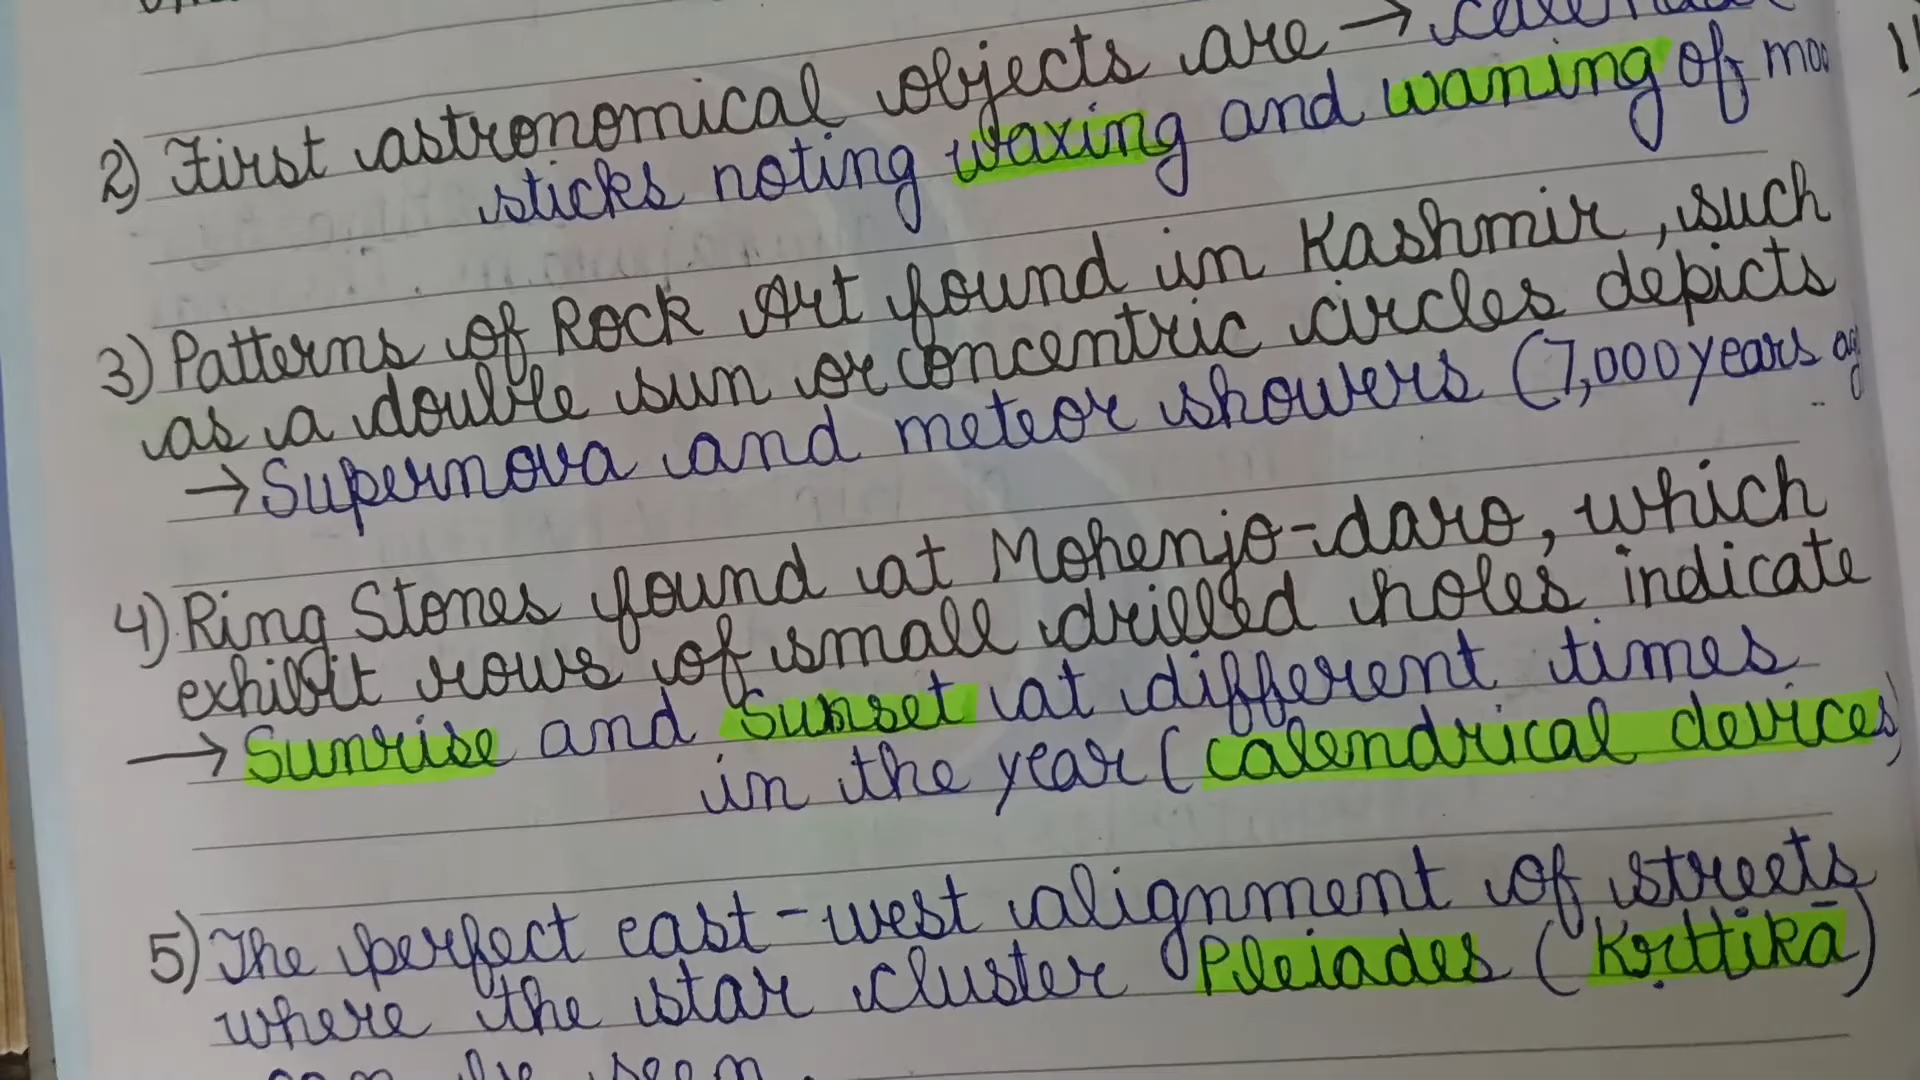 2) First astronomical objects are →
sticks noting waxing and waning of
3) Patterns of Rock Art found in Kashmir, such
as a double sun or concentric circles depicts
→ Supernova and meteor showers (7,000 years
4) Ring Stones found at Mohenjo-daro, which
exhibit rows of small drilled holes indicate
→ Sunrise and Sunset at different times
in the year (calendrical devices)
5) The perfect east-west alignment of streets
where the star cluster Pleiades (Kṛttikā)
be seen.